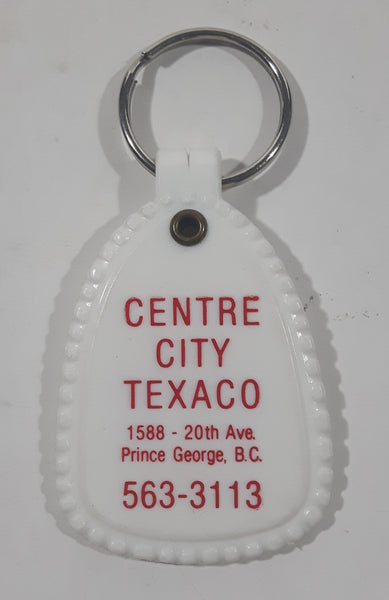 CENTRE
CITY
TEXACO
1588 - 20th Ave.
Prince George, B.C.
563-3113